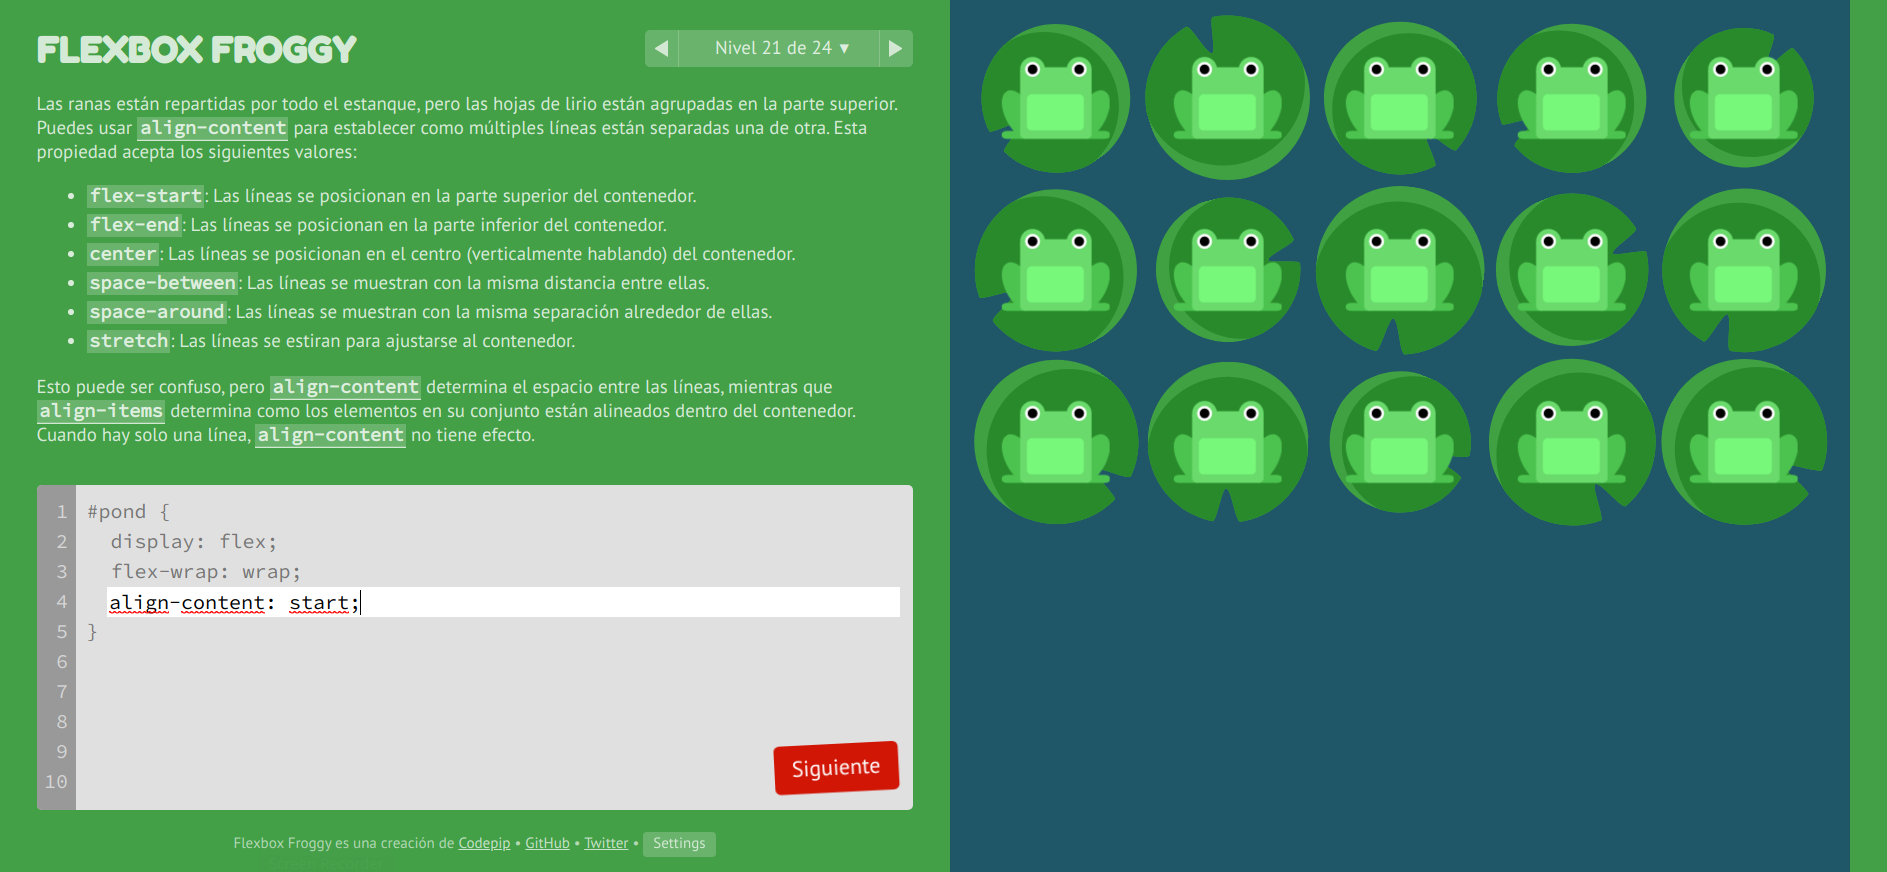 FLEXBOX FROGGY
◀ Nivel 21 de 24 ▼ ▶
Las ranas están repartidas por todo el estanque, pero las hojas de lirio están agrupadas en la parte superior.
Puedes usar align-content para establecer como múltiples líneas están separadas una de otra. Esta
propiedad acepta los siguientes valores:
• flex-start: Las líneas se posicionan en la parte superior del contenedor.
• flex-end: Las líneas se posicionan en la parte inferior del contenedor.
• center: Las líneas se posicionan en el centro (verticalmente hablando) del contenedor.
• space-between: Las líneas se muestran con la misma distancia entre ellas.
• space-around: Las líneas se muestran con la misma separación alrededor de ellas.
• stretch: Las líneas se estiran para ajustarse al contenedor.
Esto puede ser confuso, pero align-content determina el espacio entre las líneas, mientras que
align-items determina como los elementos en su conjunto están alineados dentro del contenedor.
Cuando hay solo una línea, align-content no tiene efecto.
1 #pond {
2 display: flex;
3 flex-wrap: wrap;
4 align-content: start;
5 }
6
7
8
9
10
Siguiente
Flexbox Froggy es una creación de Codepip • GitHub • Twitter • Settings